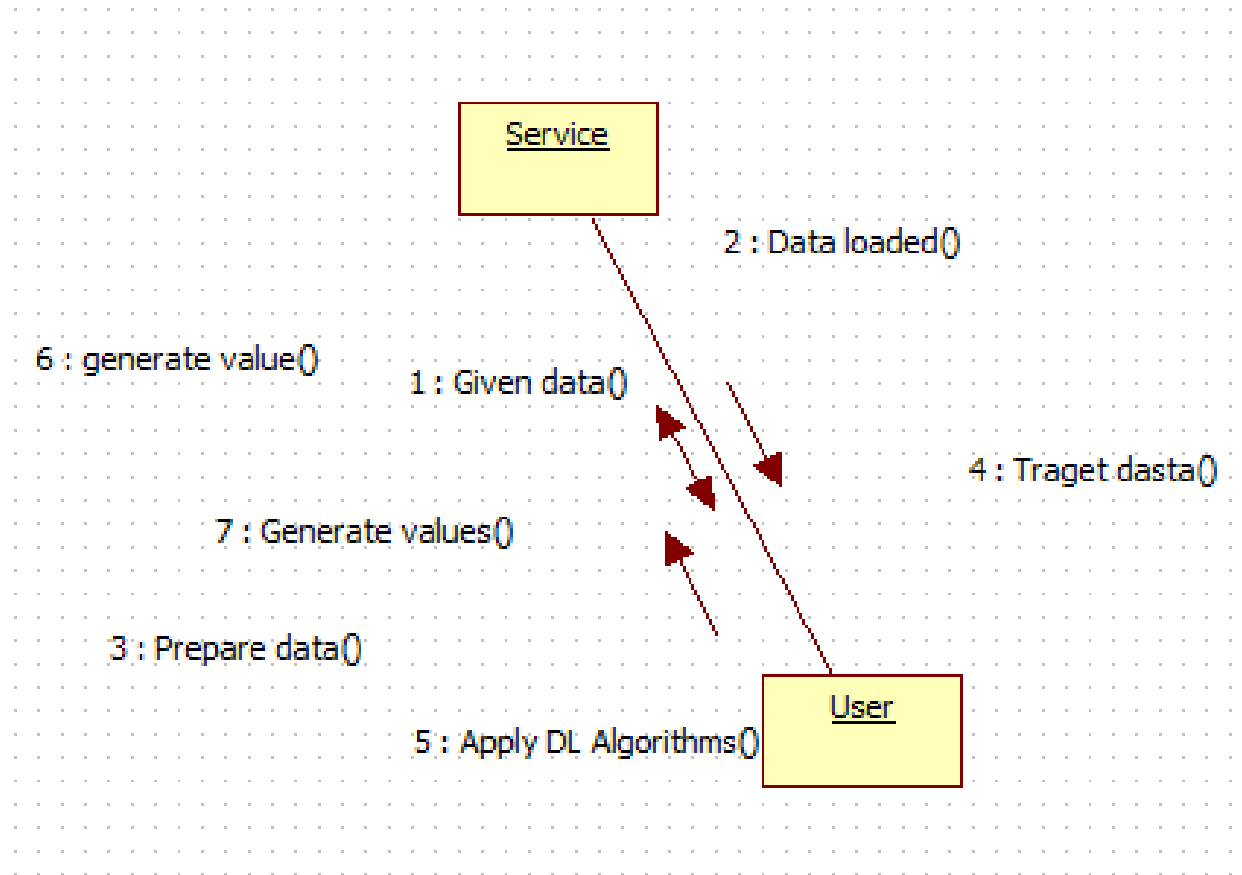 Service
2 : Data loaded()
6 : generate value()
1 : Given data()
4 : Traget dasta()
7 : Generate values()
3 : Prepare data()
User
5 : Apply DL Algorithms()